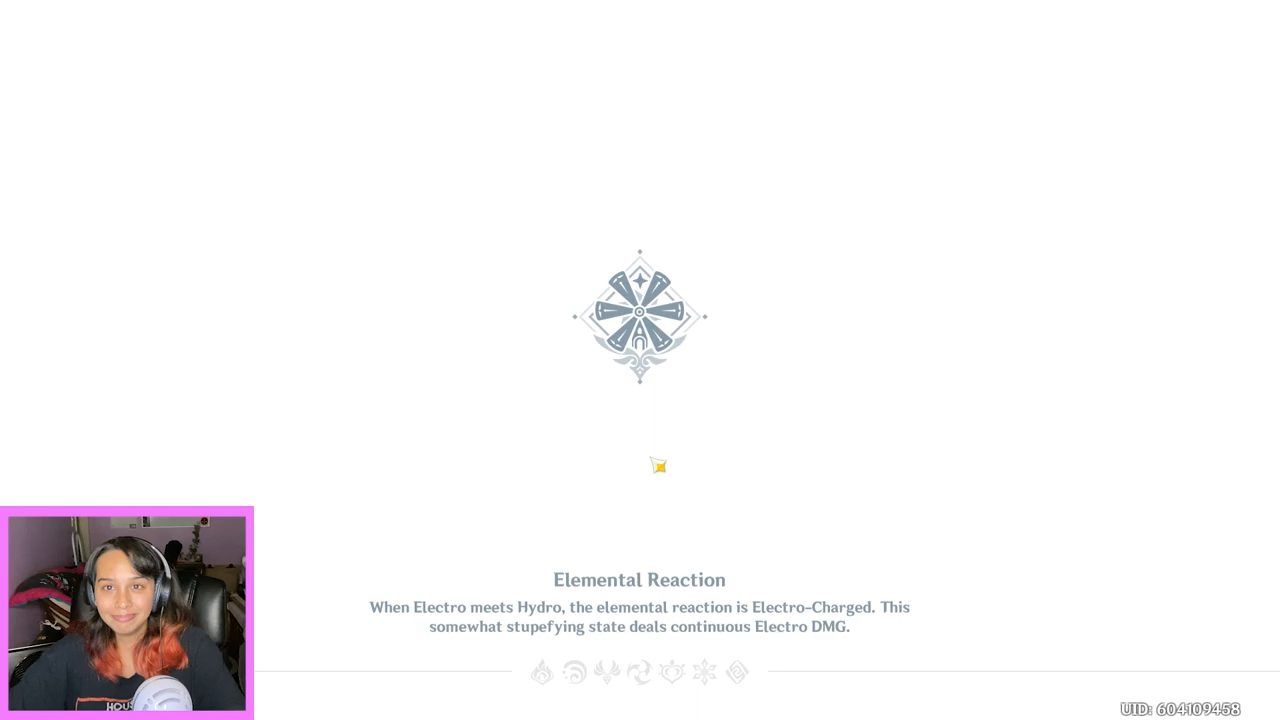 Elemental Reaction
When Electro meets Hydro, the elemental reaction is Electro-Charged. This
somewhat stupefying state deals continuous Electro DMG.
HOUS
UID: 604109458